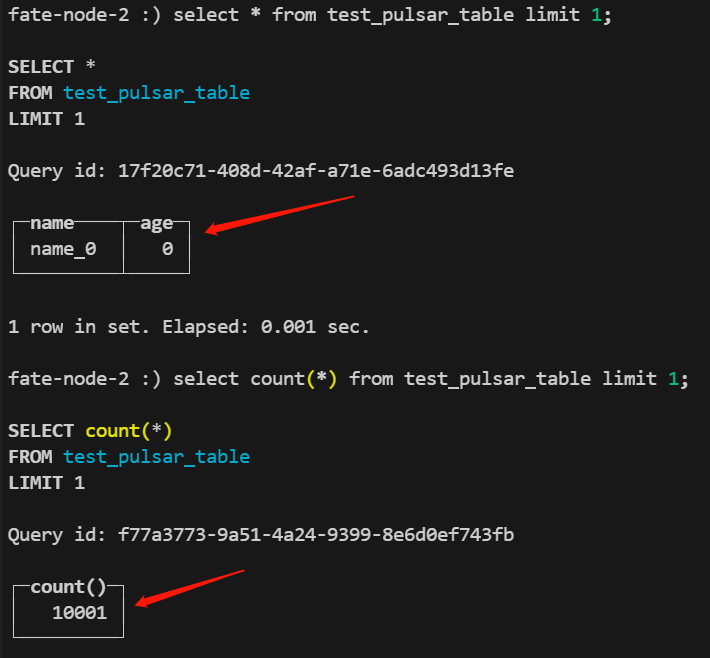 fate-node-2 :) select * from test_pulsar_table limit 1;
SELECT *
FROM test_pulsar_table
LIMIT 1
Query id: 17f20c71-408d-42af-a71e-6adc493d13fe
name age
name_0 0
1 row in set. Elapsed: 0.001 sec.
fate-node-2 :) select count(*) from test_pulsar_table limit 1;
SELECT count(*)
FROM test_pulsar_table
LIMIT 1
Query id: f77a3773-9a51-4a24-9399-8e6d0ef743fb
count()
10001